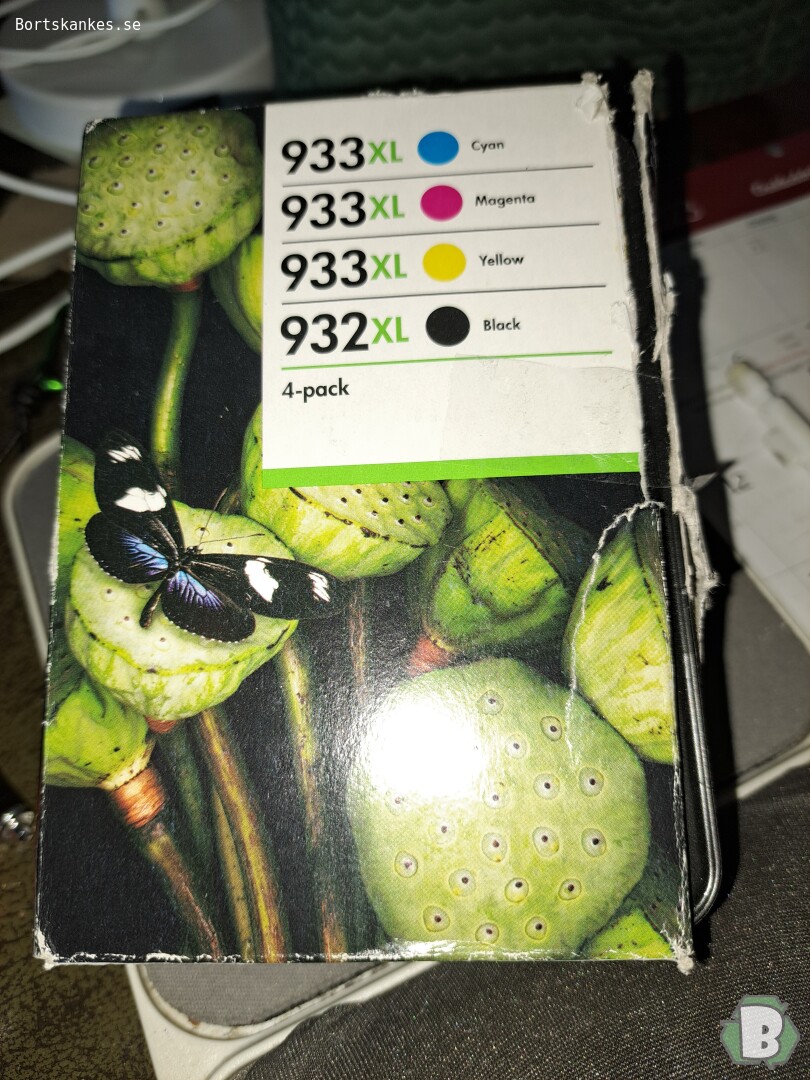 Bortskankes.se
933XL Cyan
933XL Magenta
933XL Yellow
932XL Black
4-pack
B